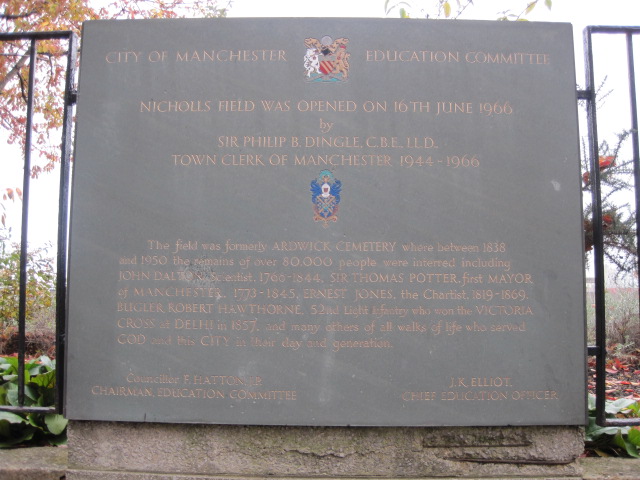 CITY OF MANCHESTER EDUCATION COMMITTEE
NICHOLLS FIELD WAS OPENED ON 16TH JUNE 1966
by
SIR PHILIP B. DINGLE, C.B.E., LL.D.
TOWN CLERK OF MANCHESTER 1944-1966
The field was formerly ARDWICK CEMETERY where between 1838
and 1950 the remains of over 80,000 people were interred including
JOHN DALTON, Scientist, 1766-1844, SIR THOMAS POTTER, first MAYOR
of MANCHESTER, 1773-1845, ERNEST JONES, the Chartist, 1819-1869,
BUGLER ROBERT HAWTHORNE, 52nd Light infantry who won the VICTORIA
CROSS at DELHI in 1857, and many others of all walks of life who served
GOD and this CITY in their day and generation.
Councillor F. HATTON, J.P. J.K. ELLIOT,
CHAIRMAN, EDUCATION COMMITTEE CHIEF EDUCATION OFFICER